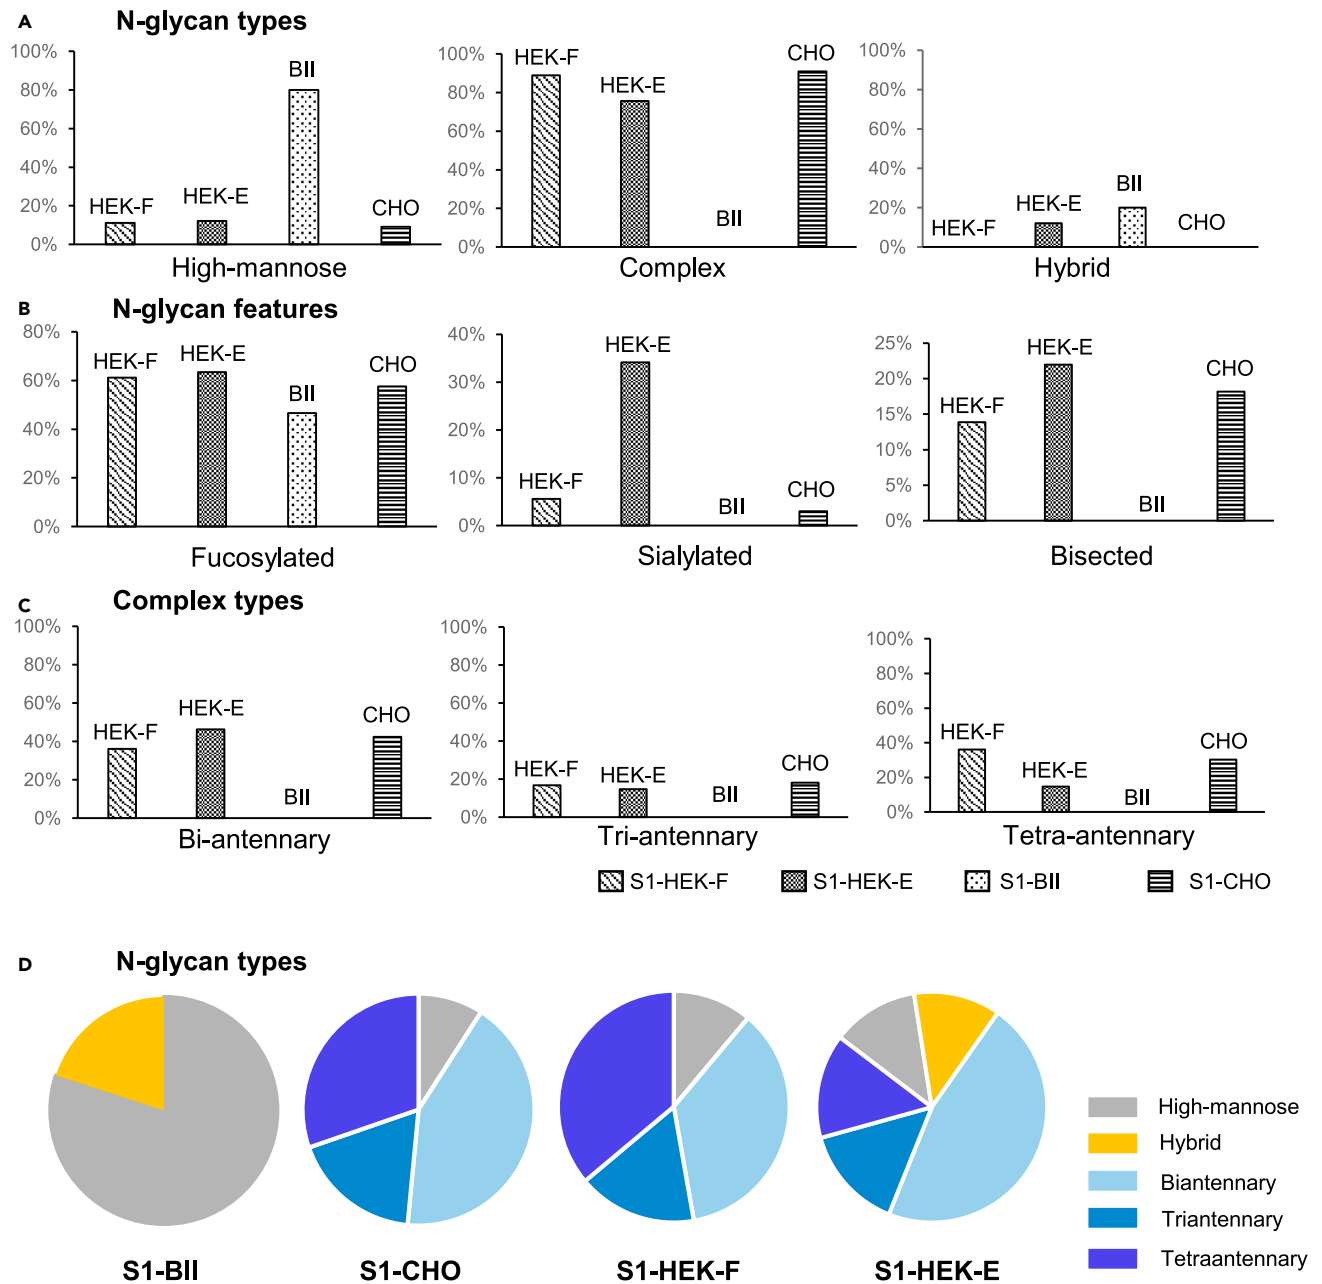 A N-glycan types
100%
80%
60%
40%
20%
0%
HEK-F
HEK-E
BII
CHO
High-mannose
100%
80%
60%
40%
20%
0%
HEK-F
HEK-E
BII
CHO
Complex
100%
80%
60%
40%
20%
0%
HEK-F
HEK-E
BII
CHO
Hybrid
B N-glycan features
80%
60%
40%
20%
0%
HEK-F
HEK-E
BII
CHO
Fucosylated
40%
30%
20%
10%
0%
HEK-F
HEK-E
BII
CHO
Sialylated
25%
20%
15%
10%
5%
0%
HEK-F
HEK-E
BII
CHO
Bisected
C Complex types
100%
80%
60%
40%
20%
0%
HEK-F
HEK-E
BII
CHO
Bi-antennary
100%
80%
60%
40%
20%
0%
HEK-F
HEK-E
BII
CHO
Tri-antennary
100%
80%
60%
40%
20%
0%
HEK-F
HEK-E
BII
CHO
Tetra-antennary
S1-HEK-F S1-HEK-E S1-BII S1-CHO
D N-glycan types
S1-BII
S1-CHO
S1-HEK-F
S1-HEK-E
High-mannose
Hybrid
Biantennary
Triantennary
Tetraantennary